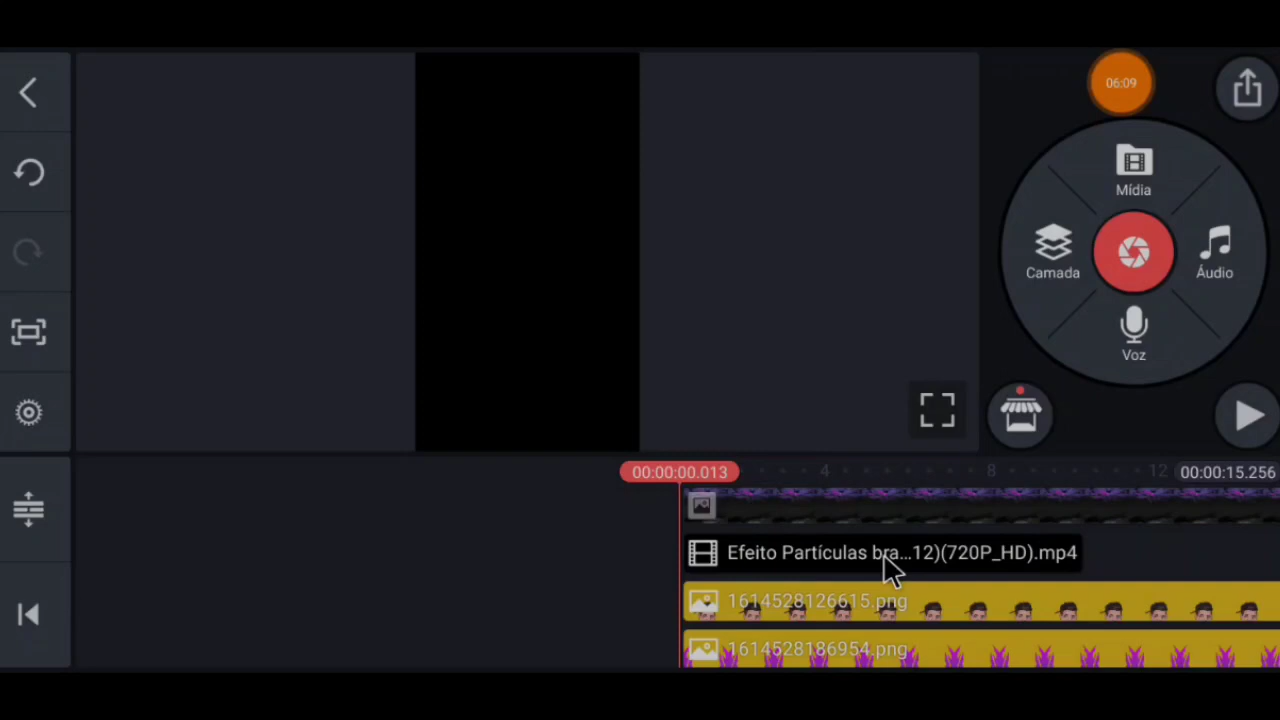 06:09
Mídia
Camada
Áudio
Voz
00:00:00.013
4
8
12
00:00:15.256
Efeito Partículas bra...12)(720P_HD).mp4
1614528126615.png
1614528186954.png